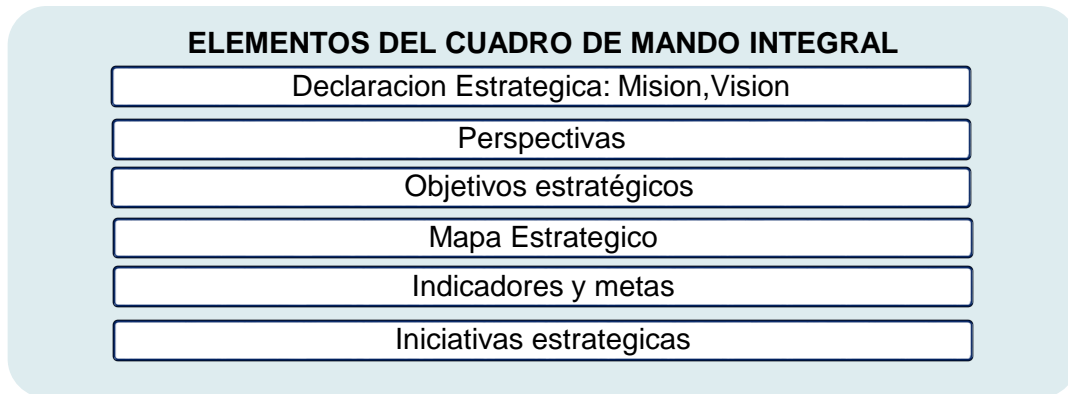 ELEMENTOS DEL CUADRO DE MANDO INTEGRAL
Declaracion Estrategica: Mision,Vision
Perspectivas
Objetivos estratégicos
Mapa Estrategico
Indicadores y metas
Iniciativas estrategicas